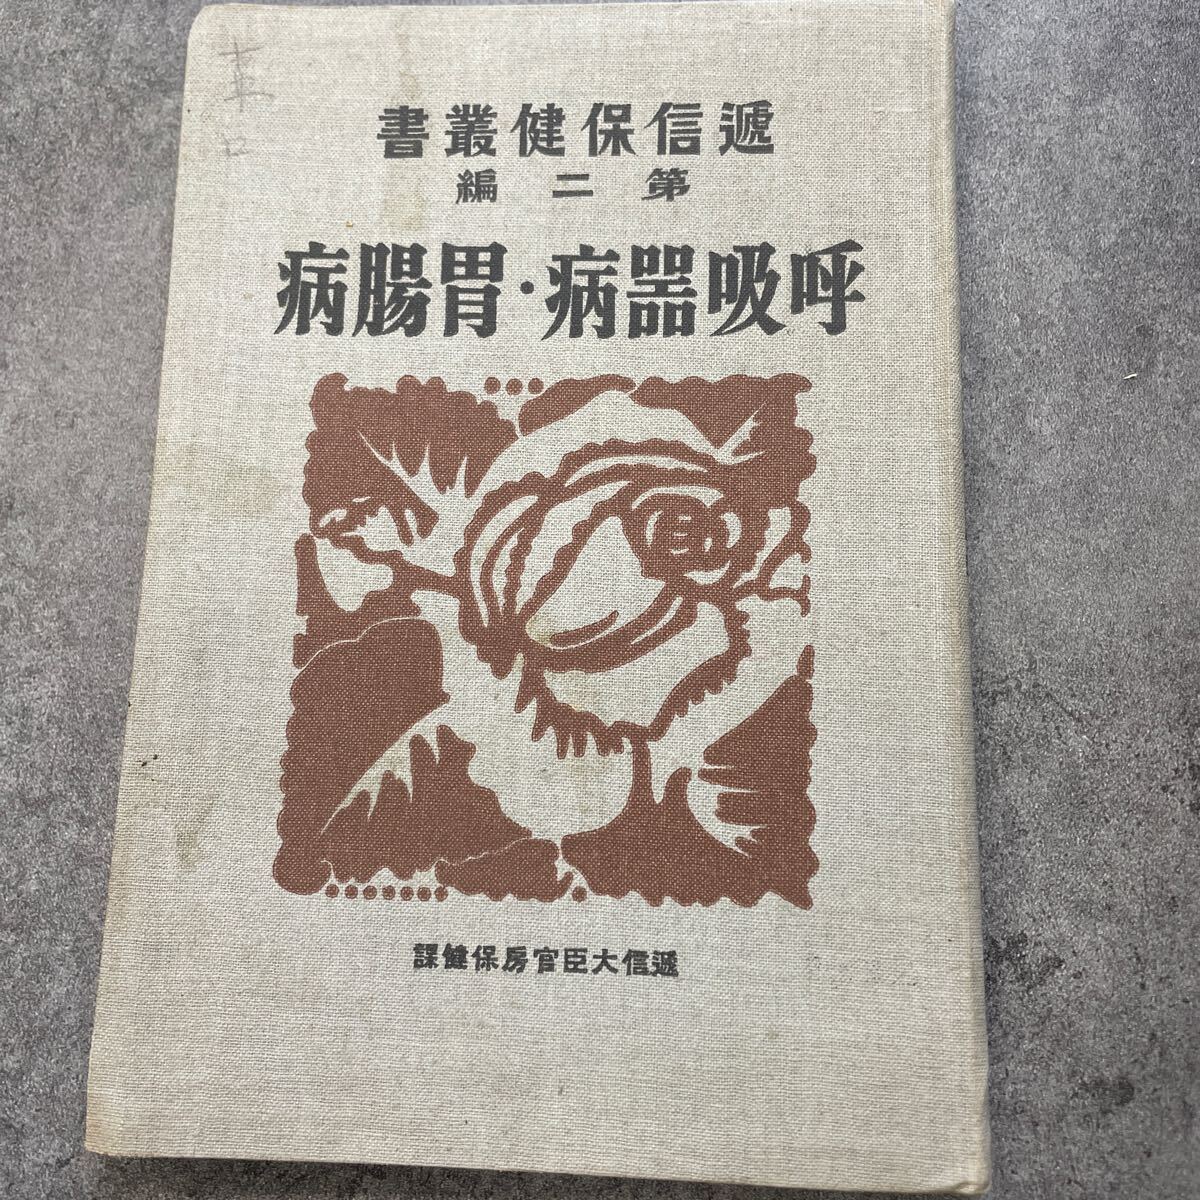 遞信保健叢書
第二編
呼吸器病・胃腸病
遞信大臣官房保健課